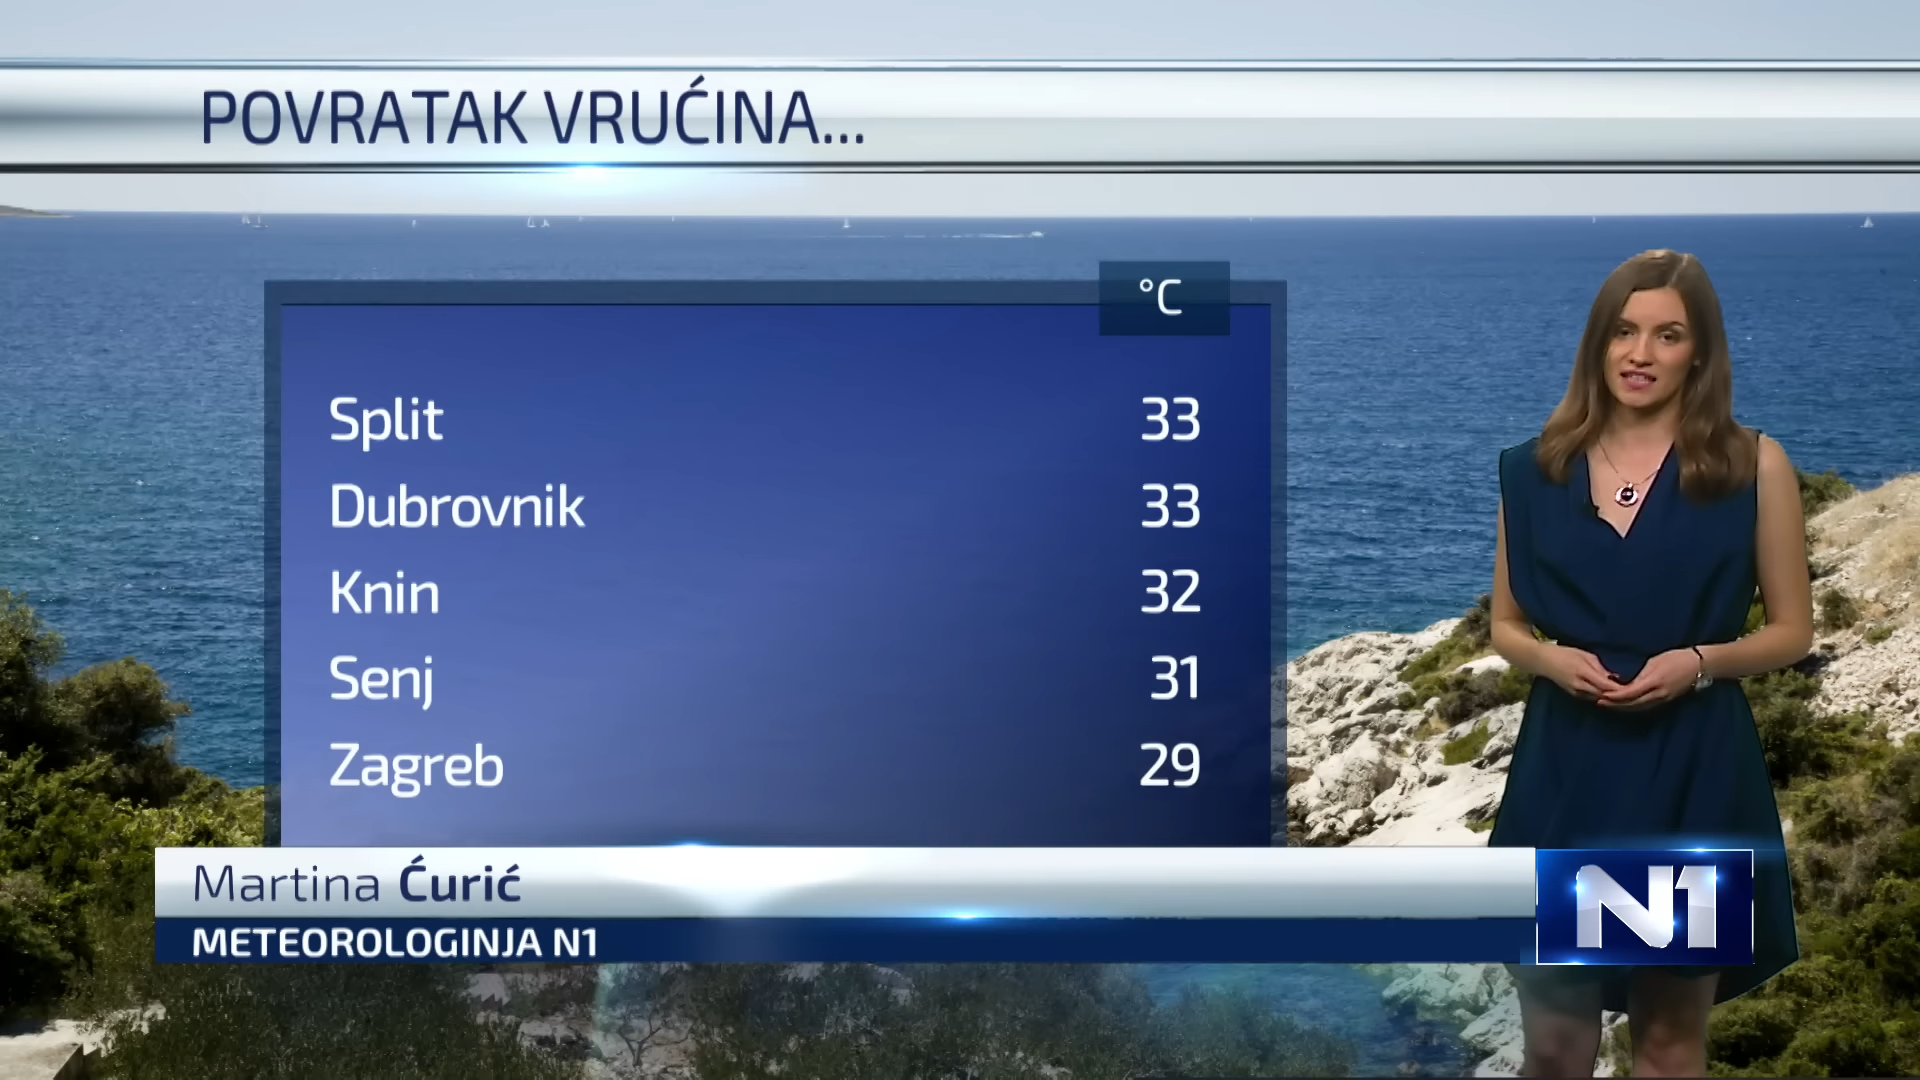 POVRATAK VRUĆINA...
°C
Split 33
Dubrovnik 33
Knin 32
Senj 31
Zagreb 29
Martina Ćurić
METEOROLOGINJA N1
N1